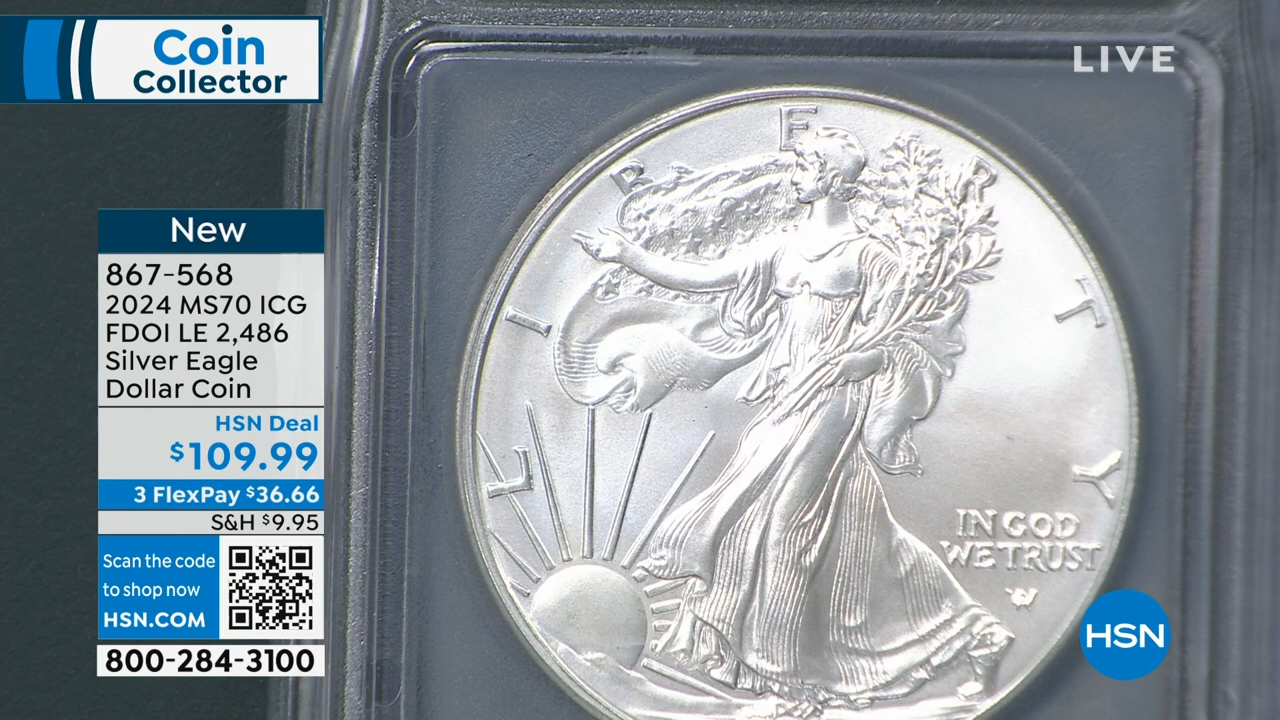 Coin
Collector
LIVE
New
867-568
2024 MS70 ICG
FDOI LE 2,486
Silver Eagle
Dollar Coin
HSN Deal
$109.99
3 FlexPay $36.66
S&H $9.95
Scan the code
to shop now
HSN.COM
800-284-3100
LIBERTY
IN GOD
WE TRUST
HSN